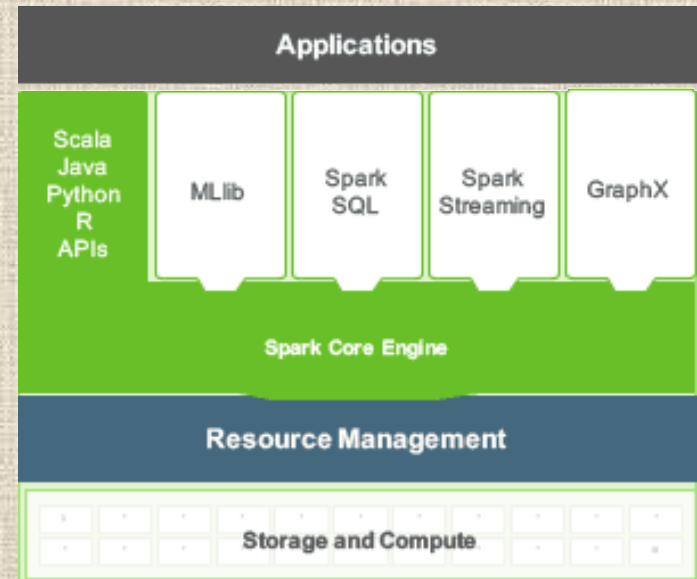 Applications
Scala
Java
Python
R
APIs
MLlib
Spark
SQL
Spark
Streaming
GraphX
Spark Core Engine
Resource Management
Storage and Compute